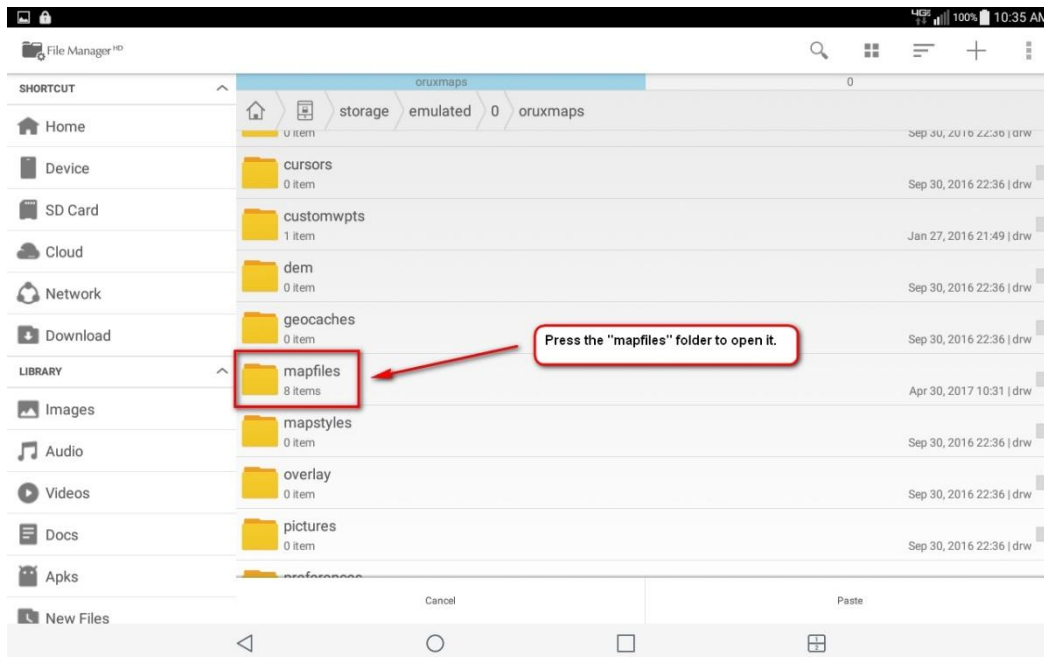 4GE 100% 10:35 AM
File Manager HD
SHORTCUT
Home
Device
SD Card
Cloud
Network
Download
LIBRARY
Images
Audio
Videos
Docs
Apks
New Files
oruxmaps 0
storage emulated 0 oruxmaps
0 item Sep 30, 2016 22:36 | drw
cursors
0 item Sep 30, 2016 22:36 | drw
customwpts
1 item Jan 27, 2016 21:49 | drw
dem
0 item Sep 30, 2016 22:36 | drw
geocaches
0 item Sep 30, 2016 22:36 | drw
Press the "mapfiles" folder to open it.
mapfiles
8 items Apr 30, 2017 10:31 | drw
mapstyles
0 item Sep 30, 2016 22:36 | drw
overlay
0 item Sep 30, 2016 22:36 | drw
pictures
0 item Sep 30, 2016 22:36 | drw
preferences
Cancel Paste